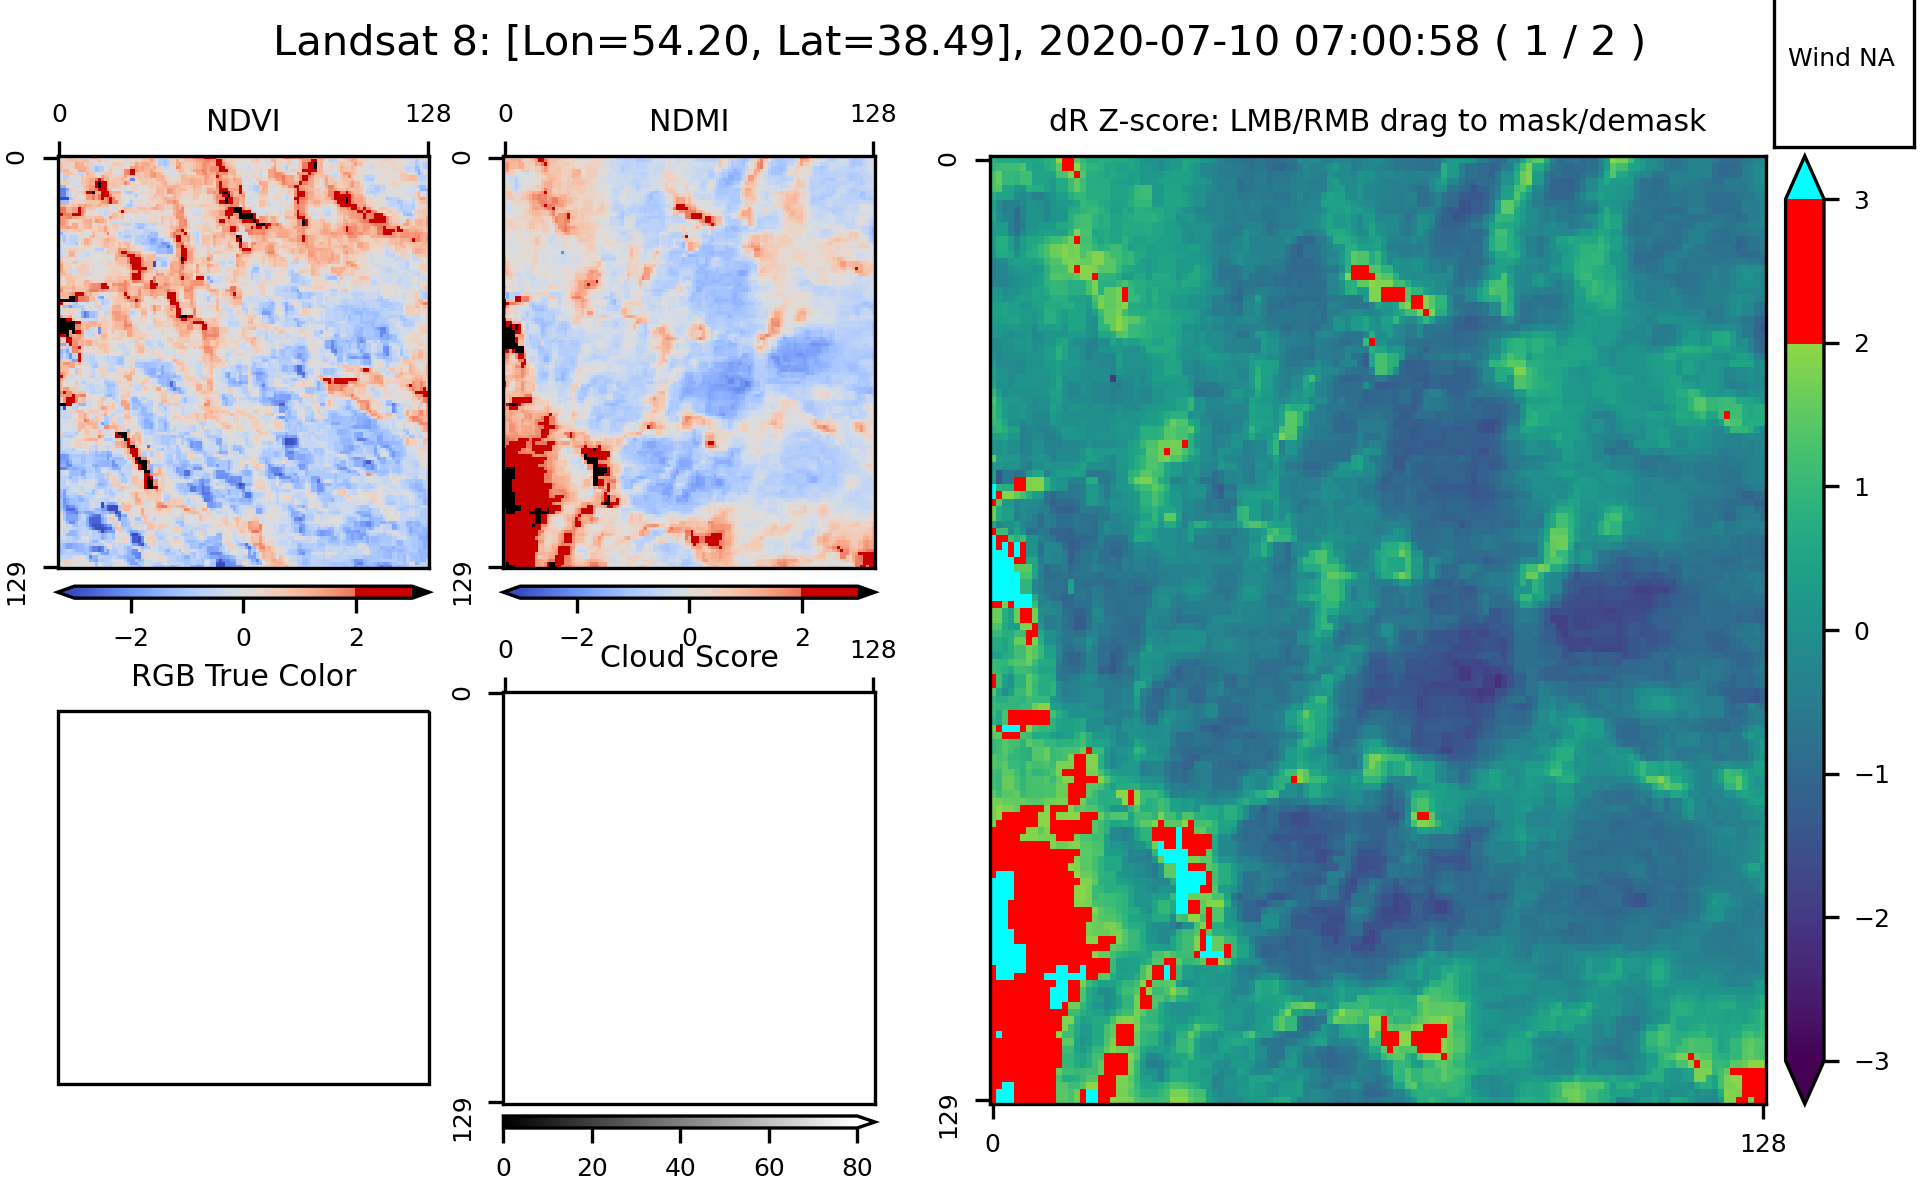 Landsat 8: [Lon=54.20, Lat=38.49], 2020-07-10 07:00:58 ( 1 / 2 )
Wind NA
0 NDVI 128
0
129
−2 0 2
0 NDMI 128
0
129
−2 0 2
dR Z-score: LMB/RMB drag to mask/demask
0
129
0 128
3
2
1
0
−1
−2
−3
RGB True Color
0 Cloud Score 128
0
129
0 20 40 60 80